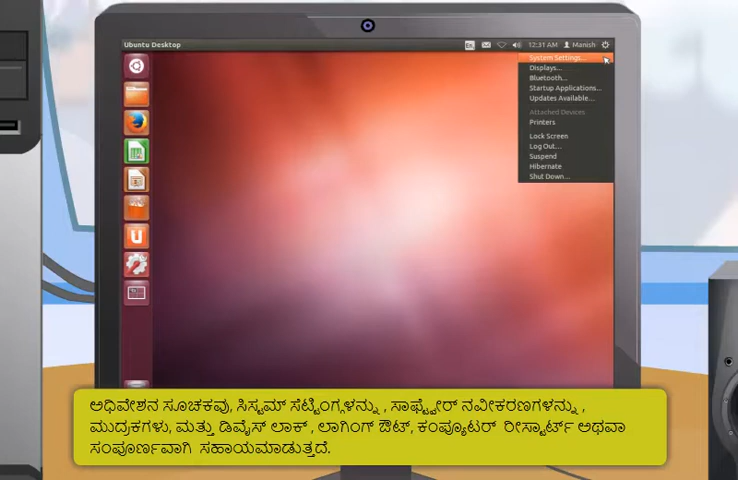 Ubuntu Desktop
En 12:31 AM Manish
System Settings...
Displays...
Bluetooth...
Startup Applications...
Updates Available...
Attached Devices
Printers
Lock Screen
Log Out...
Suspend
Hibernate
Shut Down...
ಅಧಿವೇಶನ ಸೂಚಕವು, ಸಿಸ್ಟಮ್ ಸೆಟ್ಟಿಂಗ್ಗಳನ್ನು , ಸಾಫ್ಟ್ವೇರ್ ನವೀಕರಣಗಳನ್ನು ,
ಮುದ್ರಕಗಳು, ಮತ್ತು ಡಿವೈಸ್ ಲಾಕ್ , ಲಾಗಿಂಗ್ ಔಟ್, ಕಂಪ್ಯೂಟರ್ ರೀಸ್ಟಾರ್ಟ್ ಅಥವಾ
ಸಂಪೂರ್ಣವಾಗಿ ಸಹಾಯಮಾಡುತ್ತದೆ.